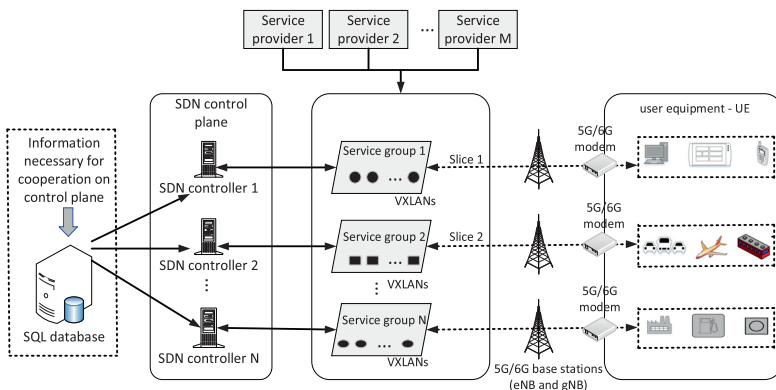 Service
provider 1
Service
provider 2
...
Service
provider M
Information
necessary for
cooperation on
control plane
SQL database
SDN control
plane
SDN controller 1
SDN controller 2
SDN controller N
Service group 1
...
VXLANs
Service group 2
...
VXLANs
Service group N
...
VXLANs
Slice 1
Slice 2
5G/6G base stations
(eNB and gNB)
5G/6G
modem
5G/6G
modem
5G/6G
modem
user equipment - UE